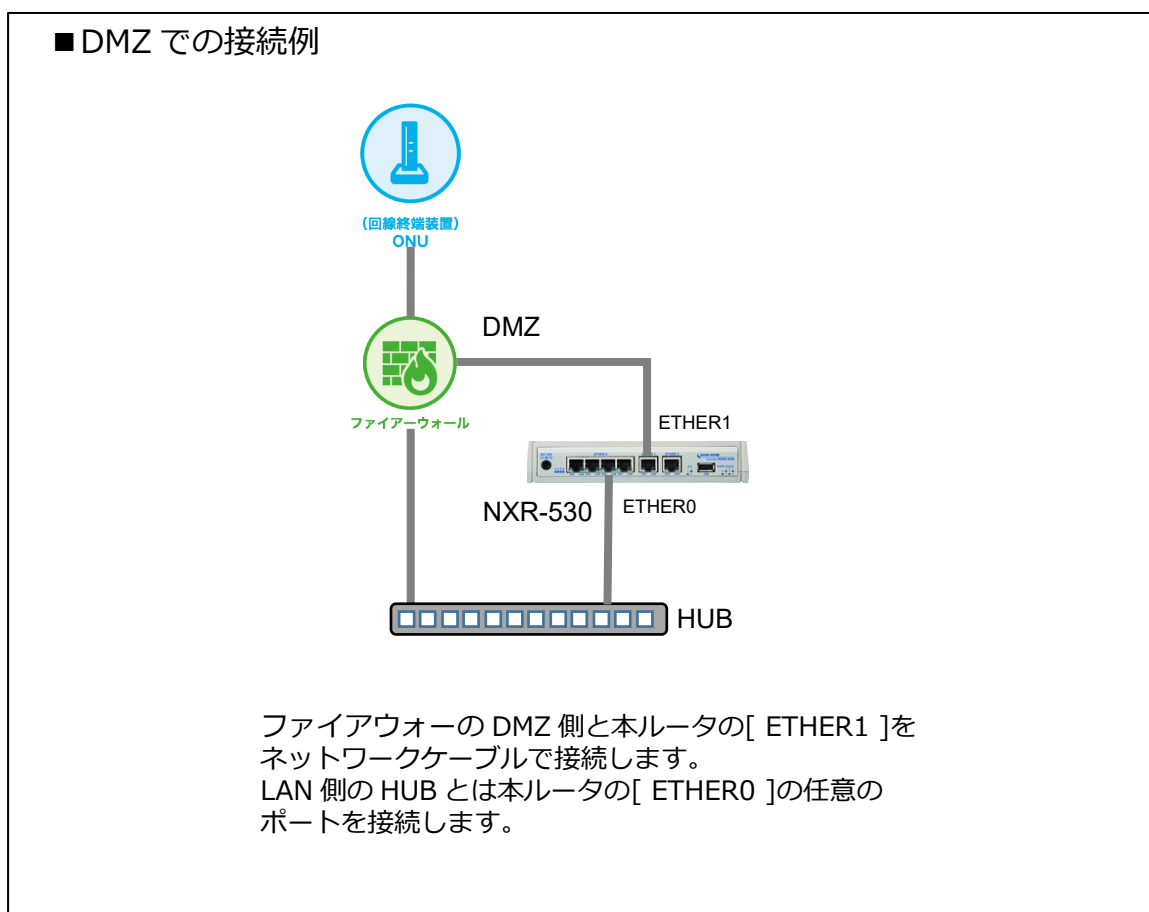 ■DMZ での接続例
(回線終端装置)
ONU
DMZ
ファイアーウォール
ETHER1
NXR-530
ETHER0
HUB
ファイアウォーの DMZ 側と本ルータの[ ETHER1 ]を
ネットワークケーブルで接続します。
LAN 側の HUB とは本ルータの[ ETHER0 ]の任意の
ポートを接続します。